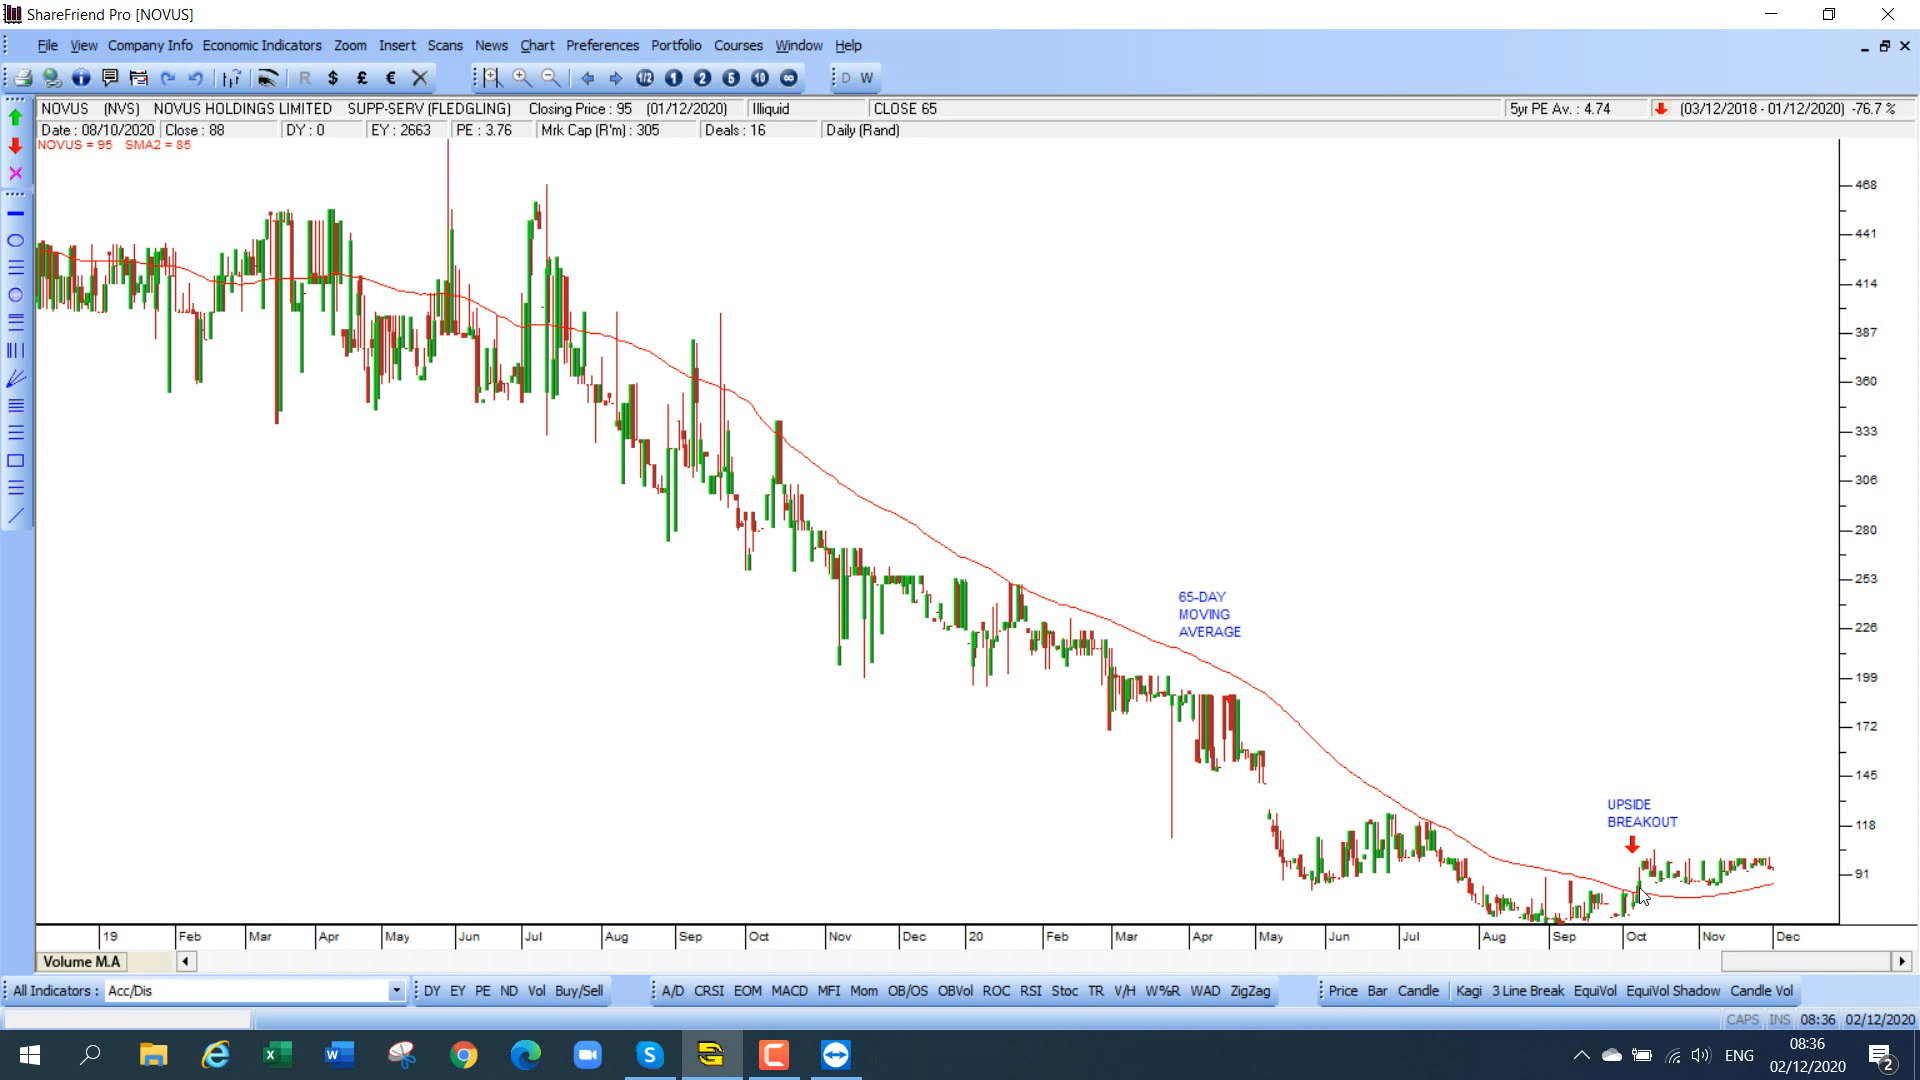 ShareFriend Pro [NOVUS]
File View Company Info Economic Indicators Zoom Insert Scans News Chart Preferences Portfolio Courses Window Help
R $ £ € 1/2 1 2 5 10 ∞ D W
NOVUS (NVS) NOVUS HOLDINGS LIMITED SUPP-SERV (FLEDGLING) Closing Price : 95 (01/12/2020) Illiquid CLOSE 65 5yr PE Av. : 4.74 (03/12/2018 - 01/12/2020) -76.7 %
Date : 08/10/2020 Close : 88 DY : 0 EY : 2663 PE : 3.76 Mrk Cap (R'm) : 305 Deals : 16 Daily (Rand)
NOVUS = 95 SMA2 = 85
468
441
414
387
360
333
306
280
253
65-DAY
MOVING
AVERAGE
226
199
172
145
UPSIDE
BREAKOUT
118
91
19 Feb Mar Apr May Jun Jul Aug Sep Oct Nov Dec 20 Feb Mar Apr May Jun Jul Aug Sep Oct Nov Dec
Volume M.A
All Indicators : Acc/Dis DY EY PE ND Vol Buy/Sell A/D CRSI EOM MACD MFI Mom OB/OS OBVol ROC RSI Stoc TR V/H W%R WAD ZigZag Price Bar Candle Kagi 3 Line Break EquiVol EquiVol Shadow Candle Vol
CAPS INS 08:36 02/12/2020
ENG
08:36
02/12/2020
2